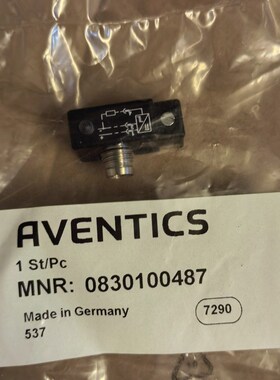 AVENTICS
1 St/Pc
MNR: 0830100487
Made in Germany
7290
537